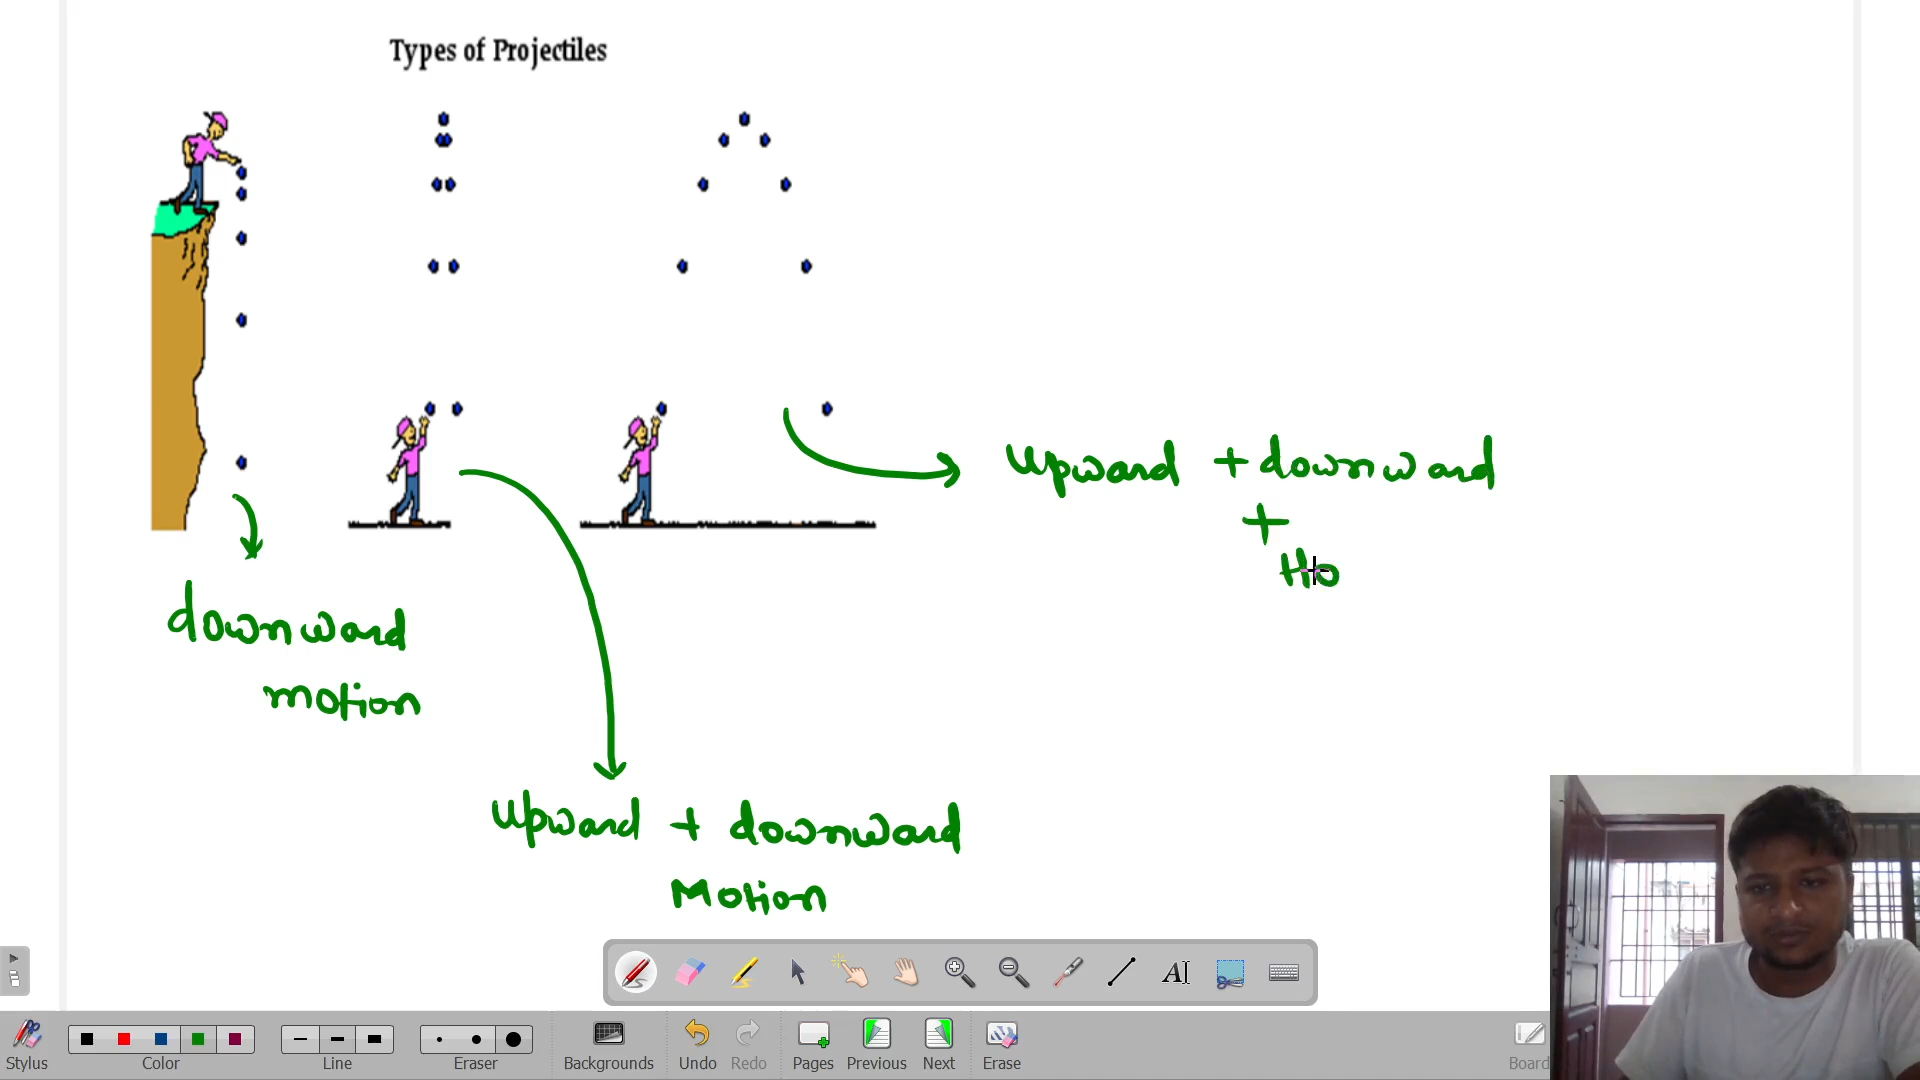 Types of Projectiles
upward + downward
+
Ho
downward
motion
upward + downward
Motion
AI
Stylus
Color
Line
Eraser
Backgrounds
Undo
Redo
Pages
Previous
Next
Erase
Board